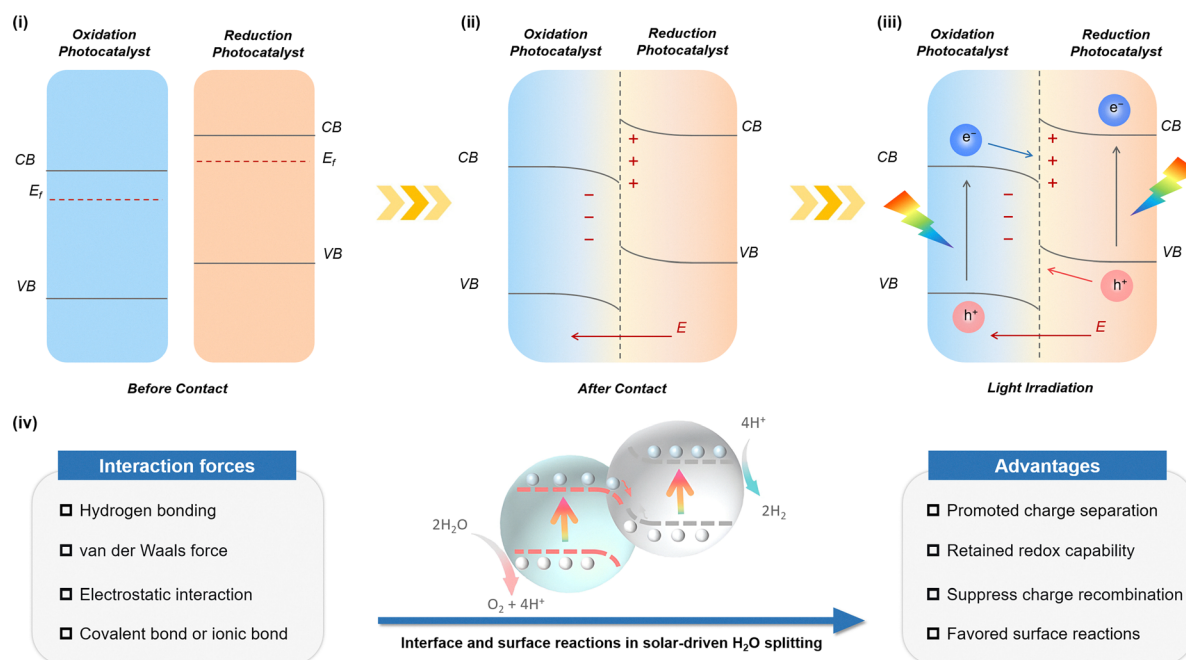 (i)
Oxidation
Photocatalyst
Reduction
Photocatalyst
CB
E_f
VB
CB
E_f
VB
Before Contact
(ii)
Oxidation
Photocatalyst
Reduction
Photocatalyst
CB
VB
CB
VB
+
+
+
−
−
−
E
After Contact
(iii)
Oxidation
Photocatalyst
Reduction
Photocatalyst
e⁻
e⁻
CB
VB
CB
VB
+
+
+
−
−
−
h⁺
h⁺
E
Light Irradiation
(iv)
Interaction forces
Hydrogen bonding
van der Waals force
Electrostatic interaction
Covalent bond or ionic bond
2H₂O
O₂ + 4H⁺
4H⁺
2H₂
Interface and surface reactions in solar-driven H₂O splitting
Advantages
Promoted charge separation
Retained redox capability
Suppress charge recombination
Favored surface reactions